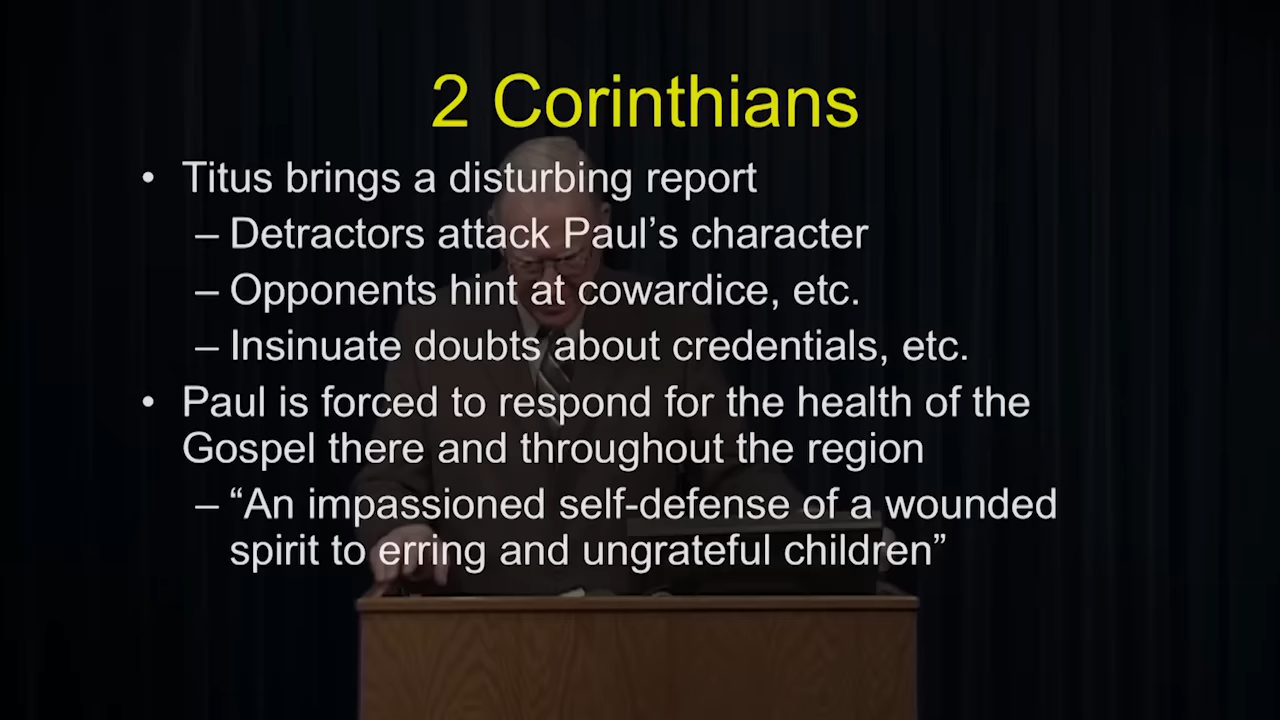 2 Corinthians
• Titus brings a disturbing report
– Detractors attack Paul’s character
– Opponents hint at cowardice, etc.
– Insinuate doubts about credentials, etc.
• Paul is forced to respond for the health of the
Gospel there and throughout the region
– “An impassioned self-defense of a wounded
spirit to erring and ungrateful children”